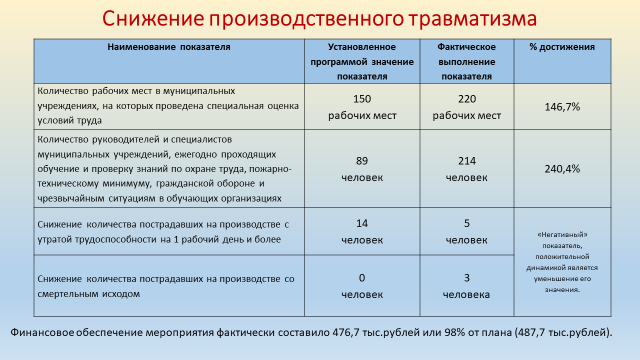 Снижение производственного травматизма
Наименование показателя
Установленное
программой значение
показателя
Фактическое
выполнение
показателя
% достижения
Количество рабочих мест в муниципальных
учреждениях, на которых проведена специальная оценка
условий труда
150
рабочих мест
220
рабочих мест
146,7%
Количество руководителей и специалистов
муниципальных учреждений, ежегодно проходящих
обучение и проверку знаний по охране труда, пожарно-
техническому минимуму, гражданской обороне и
чрезвычайным ситуациям в обучающих организациях
89
человек
214
человек
240,4%
Снижение количества пострадавших на производстве с
утратой трудоспособности на 1 рабочий день и более
14
человек
5
человек
«Негативный»
показатель,
положительной
динамикой является
уменьшение его
значения.
Снижение количества пострадавших на производстве со
смертельным исходом
0
человек
3
человека
Финансовое обеспечение мероприятия фактически составило 476,7 тыс.рублей или 98% от плана (487,7 тыс.рублей).